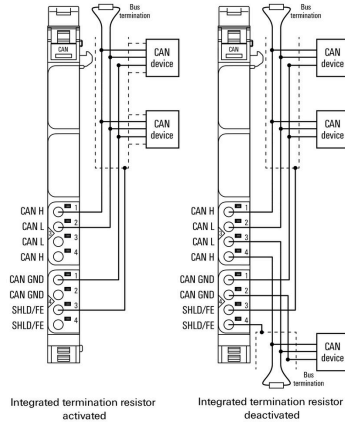 Bus
termination
CAN
CAN
device
CAN
device
CAN H
CAN L
CAN L
CAN H
CAN GND
CAN GND
SHLD/FE
SHLD/FE
1
2
3
4
1
2
3
4
Integrated termination resistor
activated
Bus
termination
CAN
CAN
device
CAN
device
CAN H
CAN L
CAN L
CAN H
CAN GND
CAN GND
SHLD/FE
SHLD/FE
1
2
3
4
1
2
3
4
CAN
device
Bus
termination
Integrated termination resistor
deactivated